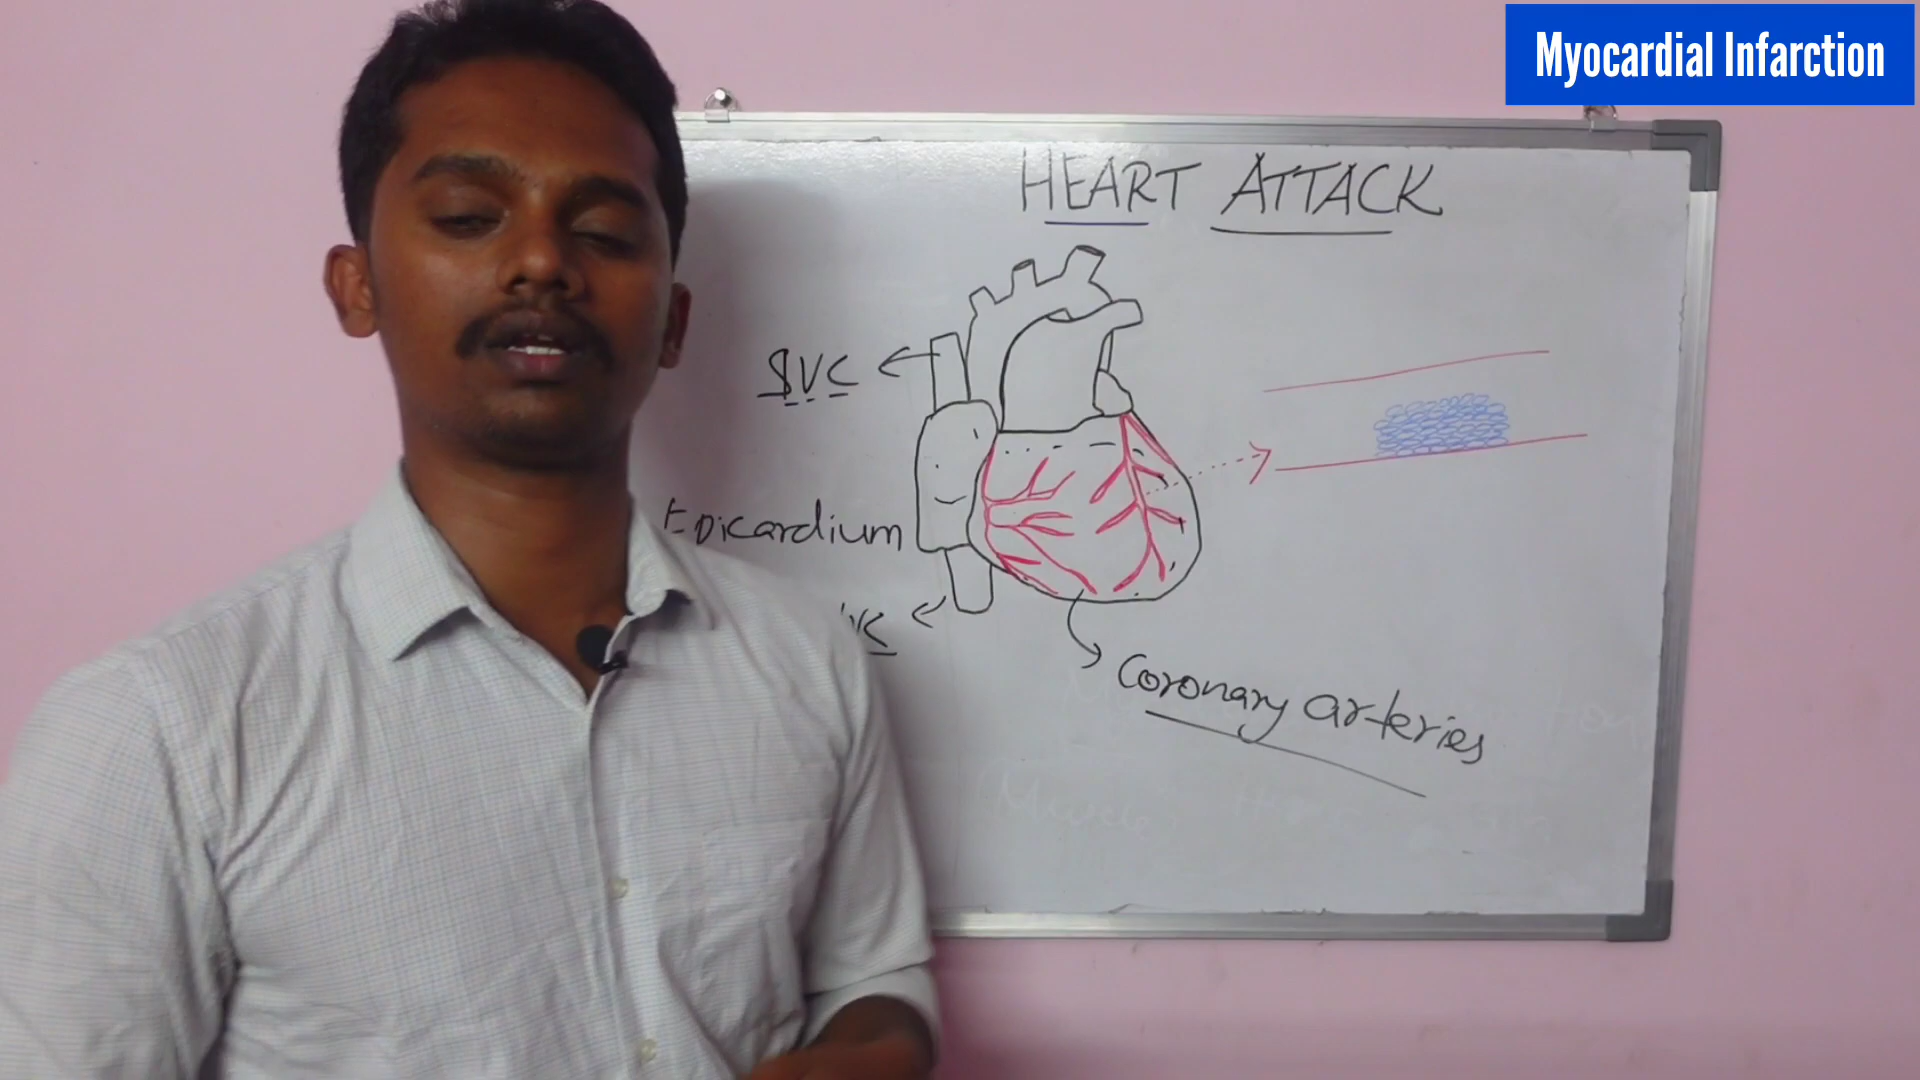 Myocardial Infarction
HEART ATTACK
SVC
Epicardium
Coronary arteries